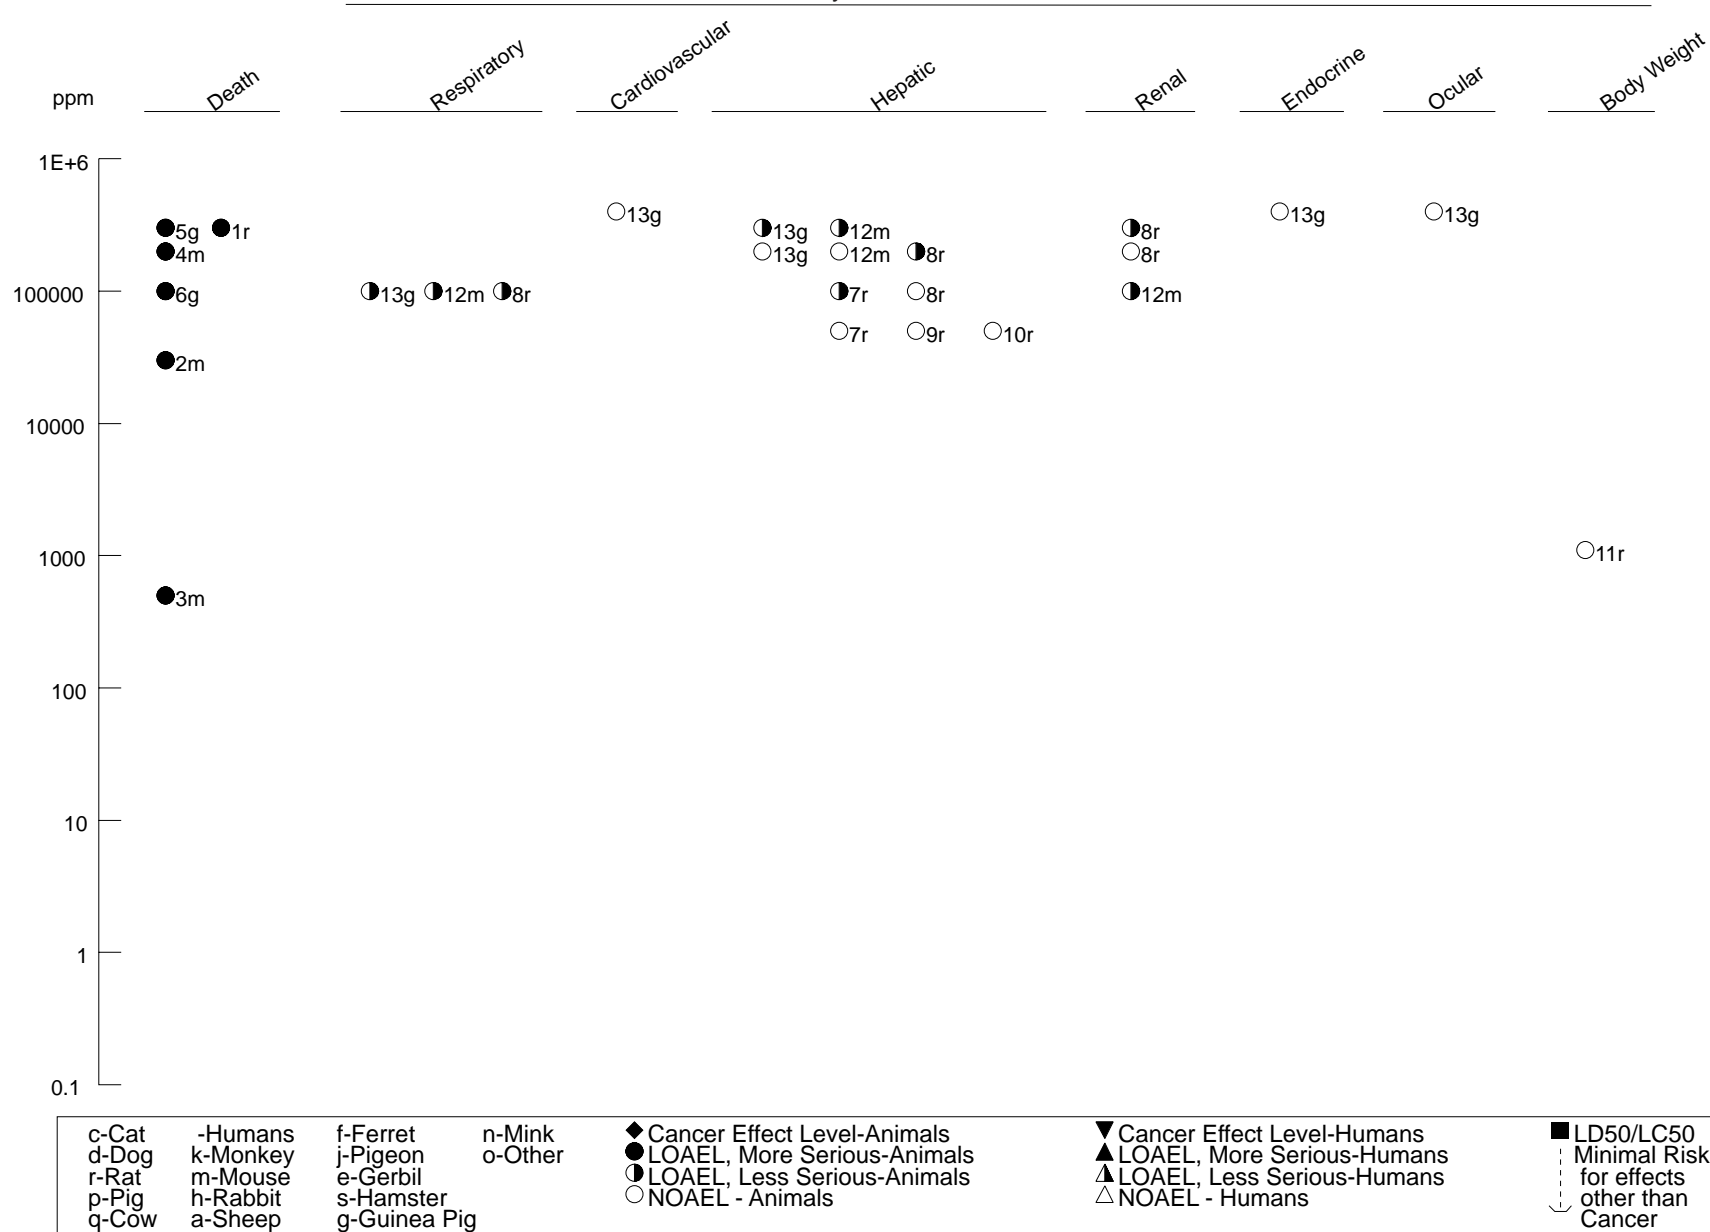 Death
Respiratory
Cardiovascular
Hepatic
Renal
Endocrine
Ocular
Body Weight
ppm
1E+6
13g 13g 13g
5g 1r 13g 12m 8r
4m 13g 12m 8r 8r
100000 6g 13g 12m 8r 7r 8r 12m
7r 9r 10r
2m
10000
1000 11r
3m
100
10
1
0.1
c-Cat -Humans f-Ferret n-Mink Cancer Effect Level-Animals Cancer Effect Level-Humans LD50/LC50
d-Dog k-Monkey j-Pigeon o-Other LOAEL, More Serious-Animals LOAEL, More Serious-Humans Minimal Risk
r-Rat m-Mouse e-Gerbil LOAEL, Less Serious-Animals LOAEL, Less Serious-Humans for effects
p-Pig h-Rabbit s-Hamster NOAEL - Animals NOAEL - Humans other than
q-Cow a-Sheep g-Guinea Pig Cancer